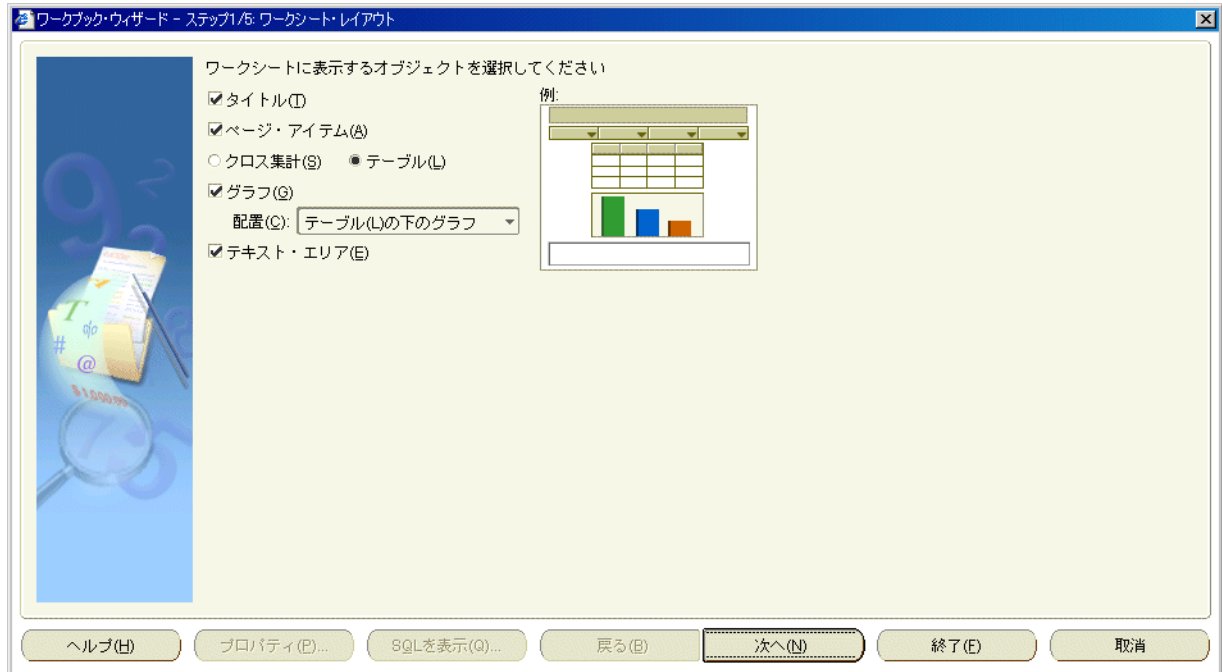 ワークブック・ウィザード - ステップ1/5: ワークシート・レイアウト
ワークシートに表示するオブジェクトを選択してください
タイトル(T)
例:
ページ・アイテム(A)
クロス集計(S) テーブル(L)
グラフ(G)
配置(C): テーブル(L)の下のグラフ
テキスト・エリア(E)
T
%
#
@
$1,000.00
ヘルプ(H) プロパティ(P)... SQLを表示(Q)... 戻る(B) 次へ(N) 終了(F) 取消